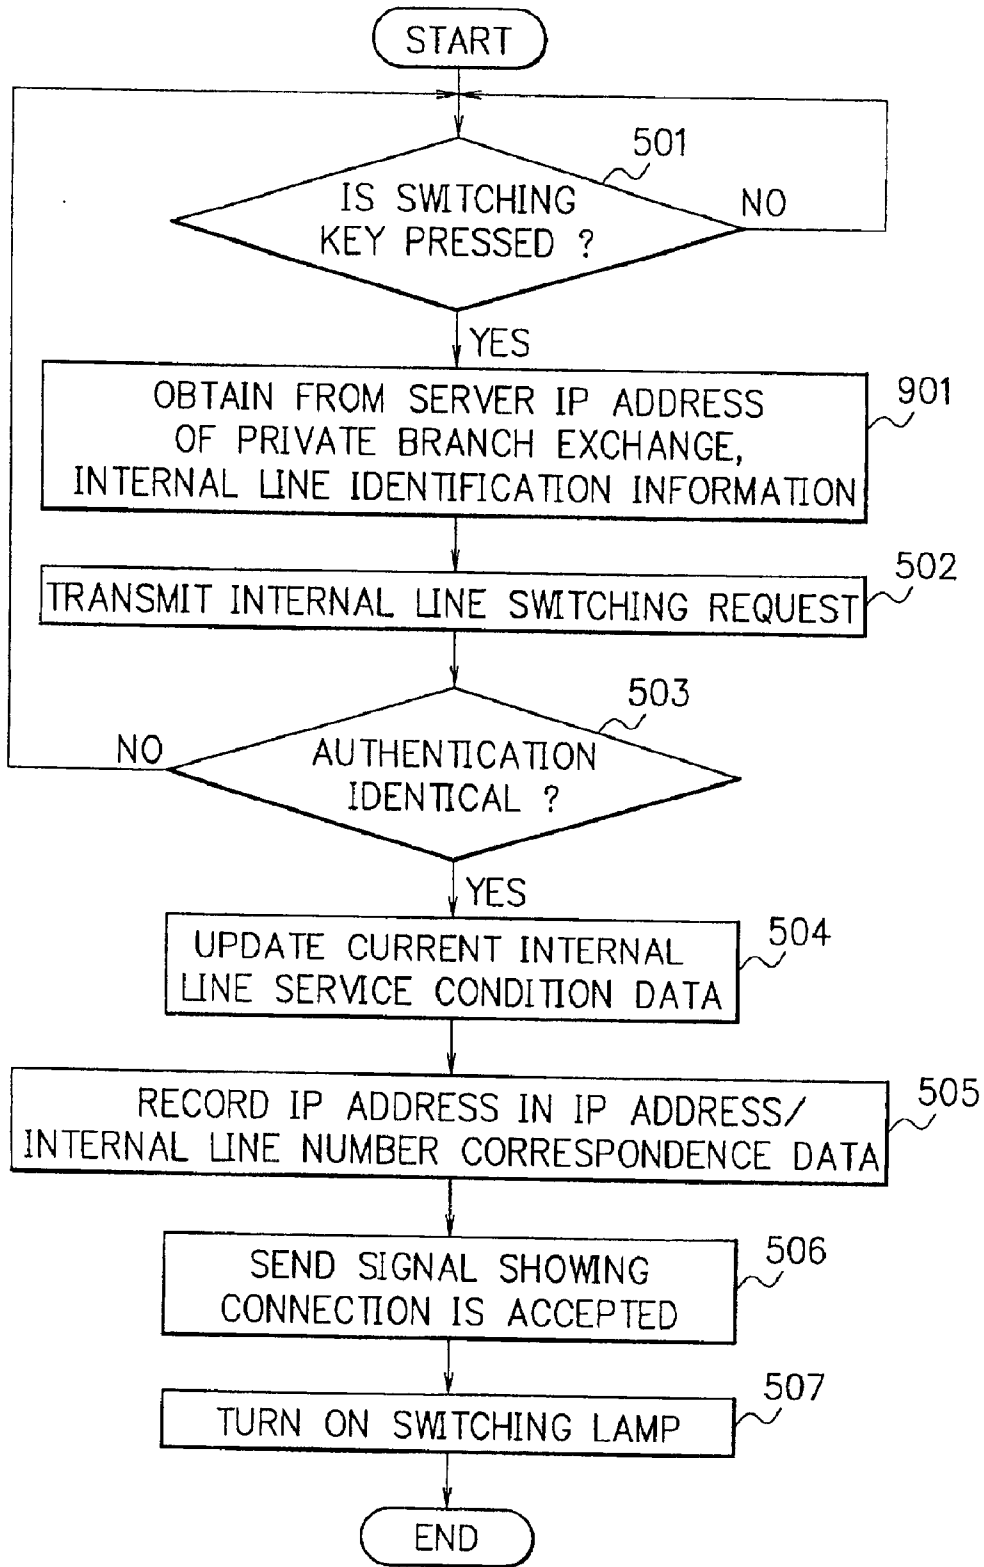 START
501
IS SWITCHING
KEY PRESSED ?
NO
YES
901
OBTAIN FROM SERVER IP ADDRESS
OF PRIVATE BRANCH EXCHANGE,
INTERNAL LINE IDENTIFICATION INFORMATION
502
TRANSMIT INTERNAL LINE SWITCHING REQUEST
503
NO
AUTHENTICATION
IDENTICAL ?
YES
504
UPDATE CURRENT INTERNAL
LINE SERVICE CONDITION DATA
505
RECORD IP ADDRESS IN IP ADDRESS/
INTERNAL LINE NUMBER CORRESPONDENCE DATA
506
SEND SIGNAL SHOWING
CONNECTION IS ACCEPTED
507
TURN ON SWITCHING LAMP
END